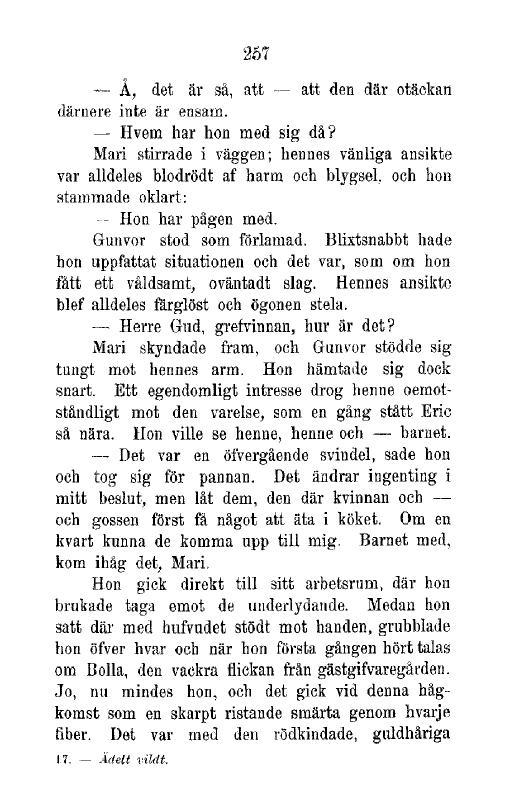 257
— Å, det är så, att — att den där otäckan
därnere inte är ensam.
— Hvem har hon med sig då?
Mari stirrade i väggen; hennes vänliga ansikte
var alldeles blodrödt af harm och blygsel, och hon
stammade oklart:
— Hon har pågen med.
Gunvor stod som förlamad. Blixtsnabbt hade
hon uppfattat situationen och det var, som om hon
fått ett våldsamt, oväntadt slag. Hennes ansikte
blef alldeles färglöst och ögonen stela.
— Herre Gud, grefvinnan, hur är det?
Mari skyndade fram, och Gunvor stödde sig
tungt mot hennes arm. Hon hämtade sig dock
snart. Ett egendomligt intresse drog henne oemot-
ståndligt mot den varelse, som en gång stått Eric
så nära. Hon ville se henne, henne och — barnet.
— Det var en öfvergående svindel, sade hon
och tog sig för pannan. Det ändrar ingenting i
mitt beslut, men låt dem, den där kvinnan och —
och gossen först få något att äta i köket. Om en
kvart kunna de komma upp till mig. Barnet med,
kom ihåg det, Mari.
Hon gick direkt till sitt arbetsrum, där hon
brukade taga emot de underlydande. Medan hon
satt där med hufvudet stödt mot handen, grubblade
hon öfver hvar och när hon första gången hört talas
om Bolla, den vackra flickan från gästgifvaregården.
Jo, nu mindes hon, och det gick vid denna håg-
komst som en skarpt ristande smärta genom hvarje
fiber. Det var med den rödkindade, guldhåriga
17. — Ädelt vildt.